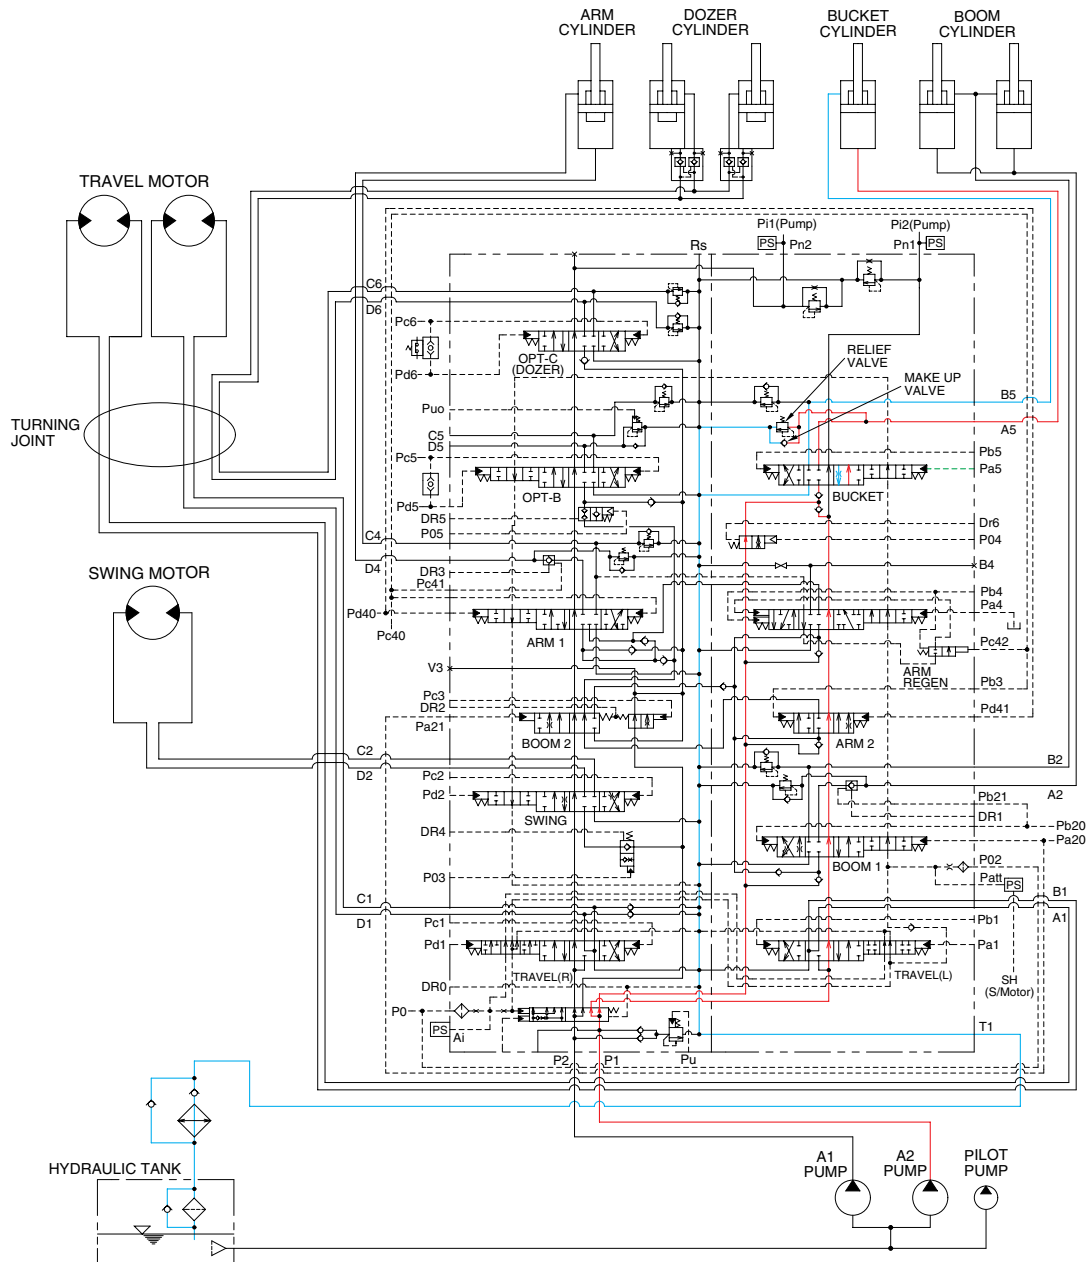 ARM
CYLINDER
DOZER
CYLINDER
BUCKET
CYLINDER
BOOM
CYLINDER
TRAVEL MOTOR
Pi1(Pump)
Pi2(Pump)
PS
Pn2
Rs
Pn1
PS
C6
D6
Pc6
RELIEF
VALVE
OPT-C
(DOZER)
Pd6
MAKE UP
VALVE
B5
Puo
TURNING
JOINT
C5
D5
A5
Pc5
Pb5
Pa5
OPT-B
BUCKET
Pd5
DR5
P05
Dr6
C4
P04
D4
DR3
B4
SWING MOTOR
Pc41
Pb4
Pa4
Pd40
Pc40
ARM 1
Pc42
V3
ARM
REGEN
Pc3
DR2
Pb3
Pa21
Pd41
BOOM 2
ARM 2
C2
D2
B2
Pc2
A2
Pd2
Pb21
SWING
DR1
DR4
Pb20
Pa20
BOOM 1
P02
P03
Patt
PS
C1
B1
D1
A1
Pc1
Pb1
Pd1
Pa1
TRAVEL(R)
TRAVEL(L)
SH
(S/Motor)
DR0
P0
PS
Ai
T1
P2
P1
Pu
A1
PUMP
A2
PUMP
PILOT
PUMP
HYDRAULIC TANK